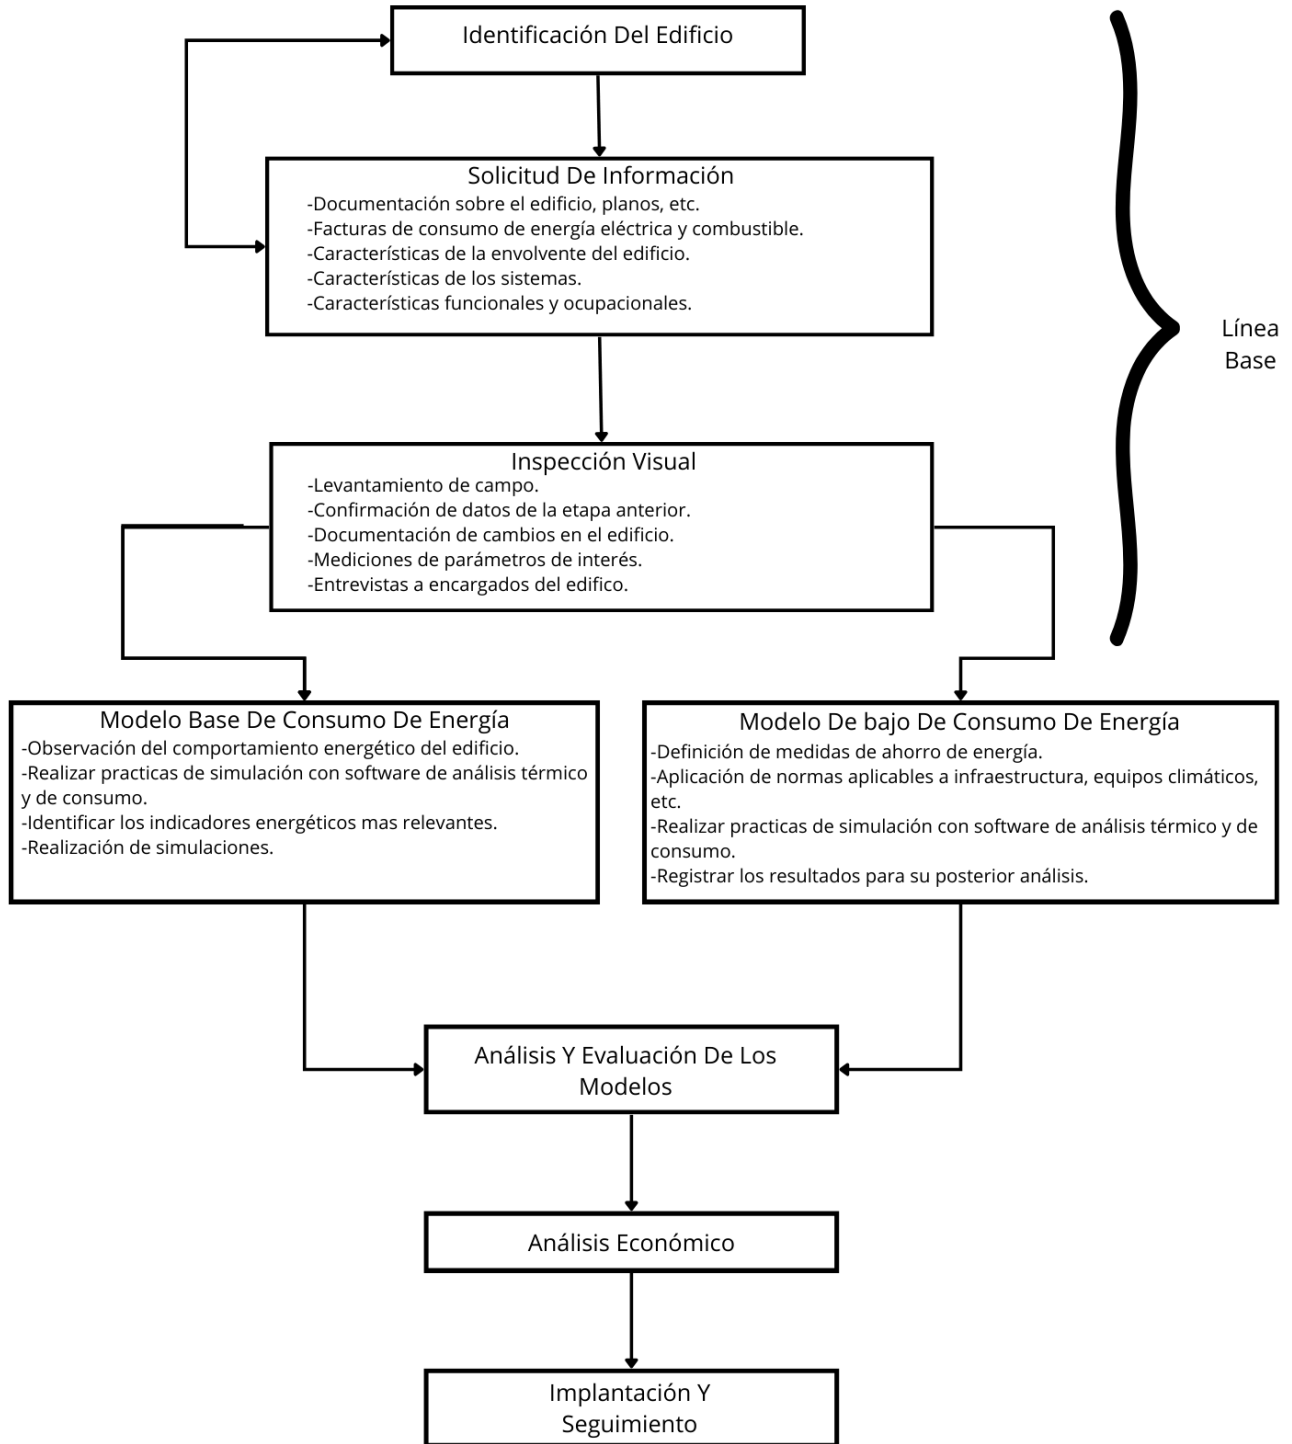 Identificación Del Edificio
Solicitud De Información
-Documentación sobre el edificio, planos, etc.
-Facturas de consumo de energía eléctrica y combustible.
-Características de la envolvente del edificio.
-Características de los sistemas.
-Características funcionales y ocupacionales.
Línea
Base
Inspección Visual
-Levantamiento de campo.
-Confirmación de datos de la etapa anterior.
-Documentación de cambios en el edificio.
-Mediciones de parámetros de interés.
-Entrevistas a encargados del edifico.
Modelo Base De Consumo De Energía
-Observación del comportamiento energético del edificio.
-Realizar practicas de simulación con software de análisis térmico
y de consumo.
-Identificar los indicadores energéticos mas relevantes.
-Realización de simulaciones.
Modelo De bajo De Consumo De Energía
-Definición de medidas de ahorro de energía.
-Aplicación de normas aplicables a infraestructura, equipos climáticos,
etc.
-Realizar practicas de simulación con software de análisis térmico y de
consumo.
-Registrar los resultados para su posterior análisis.
Análisis Y Evaluación De Los
Modelos
Análisis Económico
Implantación Y
Seguimiento